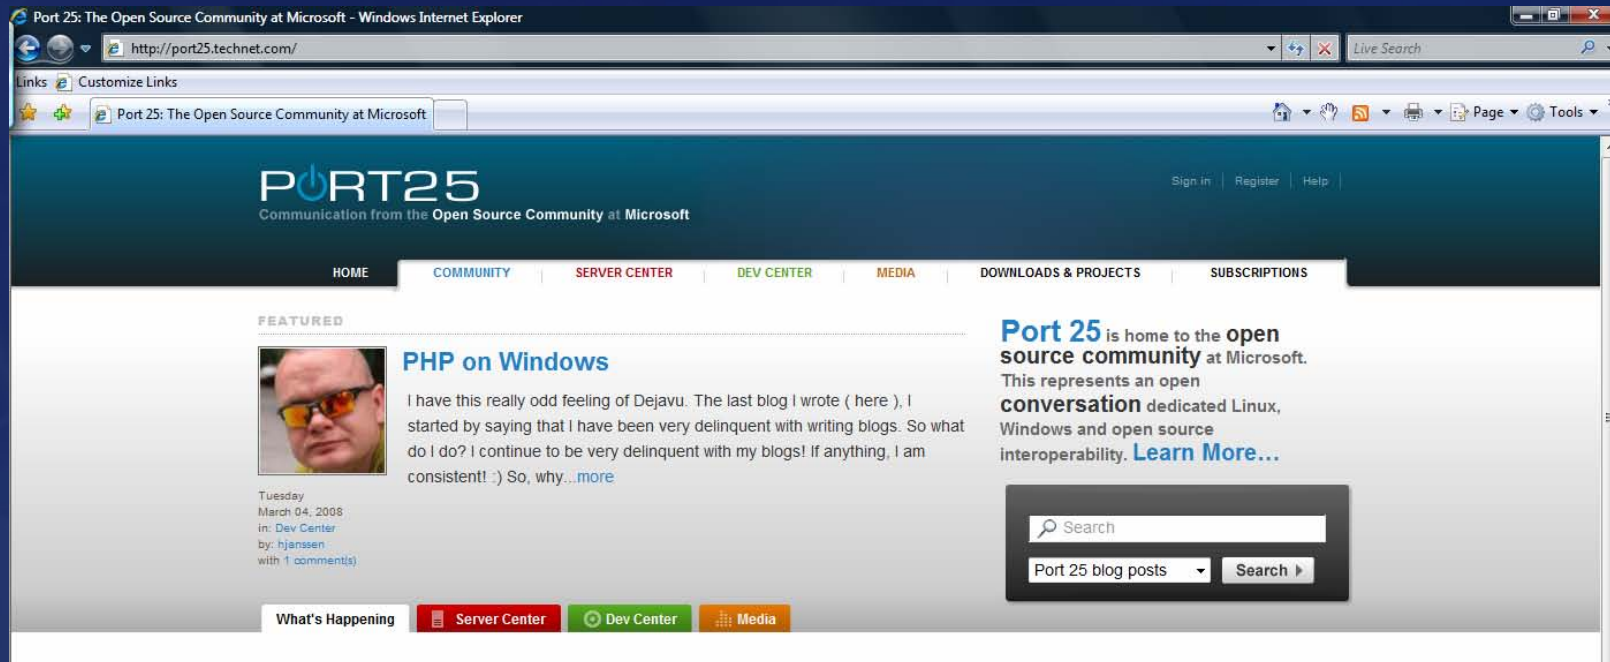 Port 25: The Open Source Community at Microsoft - Windows Internet Explorer
http://port25.technet.com/
Live Search
Links Customize Links
Port 25: The Open Source Community at Microsoft
Page Tools
PORT25
Communication from the Open Source Community at Microsoft
Sign in Register Help
HOME COMMUNITY SERVER CENTER DEV CENTER MEDIA DOWNLOADS & PROJECTS SUBSCRIPTIONS
FEATURED
PHP on Windows
I have this really odd feeling of Dejavu. The last blog I wrote ( here ), I
started by saying that I have been very delinquent with writing blogs. So what
do I do? I continue to be very delinquent with my blogs! If anything, I am
consistent! :) So, why...more
Tuesday
March 04, 2008
in: Dev Center
by: hjanssen
with 1 comment(s)
Port 25 is home to the open
source community at Microsoft.
This represents an open
conversation dedicated Linux,
Windows and open source
interoperability. Learn More...
Search
Port 25 blog posts Search
What's Happening Server Center Dev Center Media